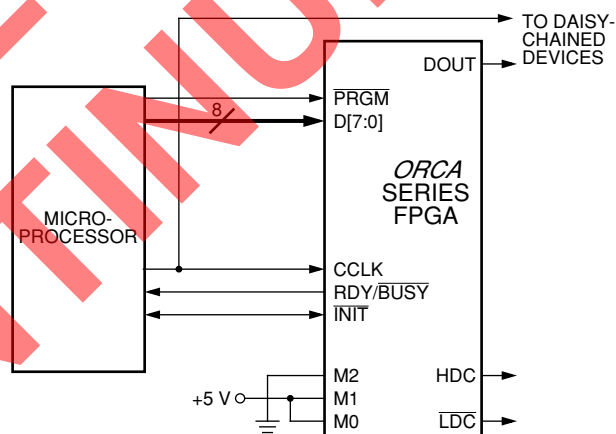 TO DAISY-
CHAINED
DEVICES
DOUT
PRGM
D[7:0]
8
ORCA
SERIES
FPGA
MICRO-
PROCESSOR
CCLK
RDY/BUSY
INIT
M2
HDC
+5 V
M1
M0
LDC